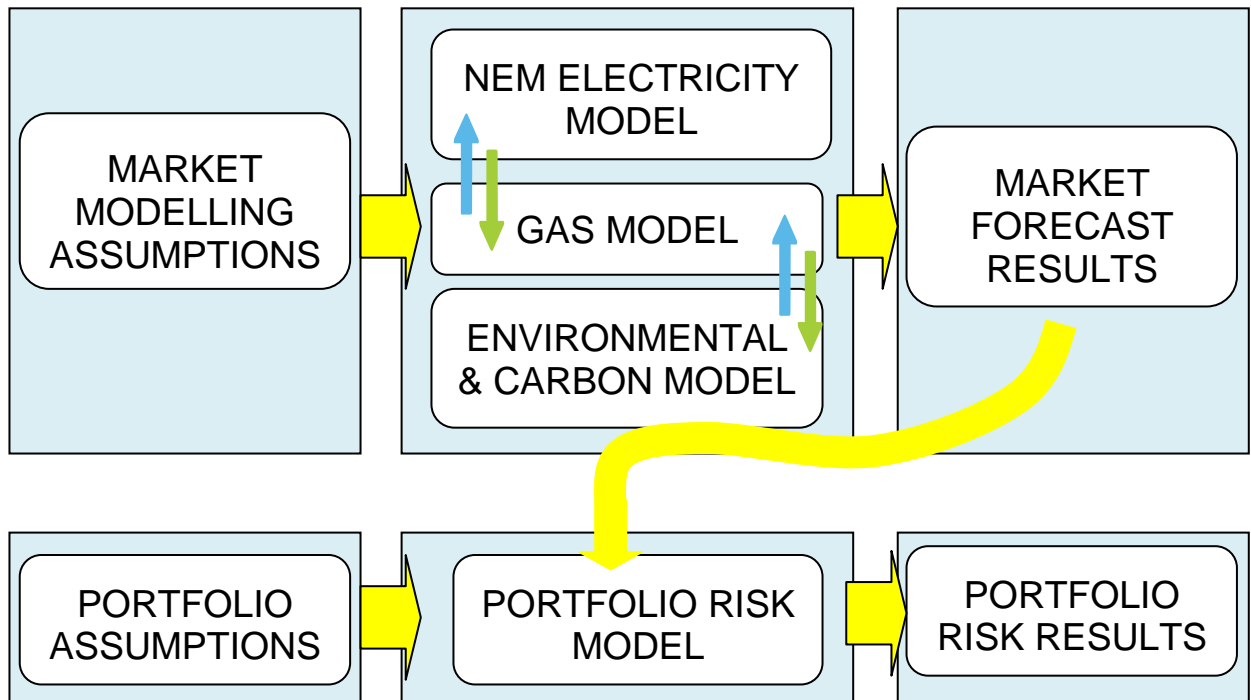 MARKET
MODELLING
ASSUMPTIONS
NEM ELECTRICITY
MODEL
GAS MODEL
ENVIRONMENTAL
& CARBON MODEL
MARKET
FORECAST
RESULTS
PORTFOLIO
ASSUMPTIONS
PORTFOLIO RISK
MODEL
PORTFOLIO
RISK RESULTS